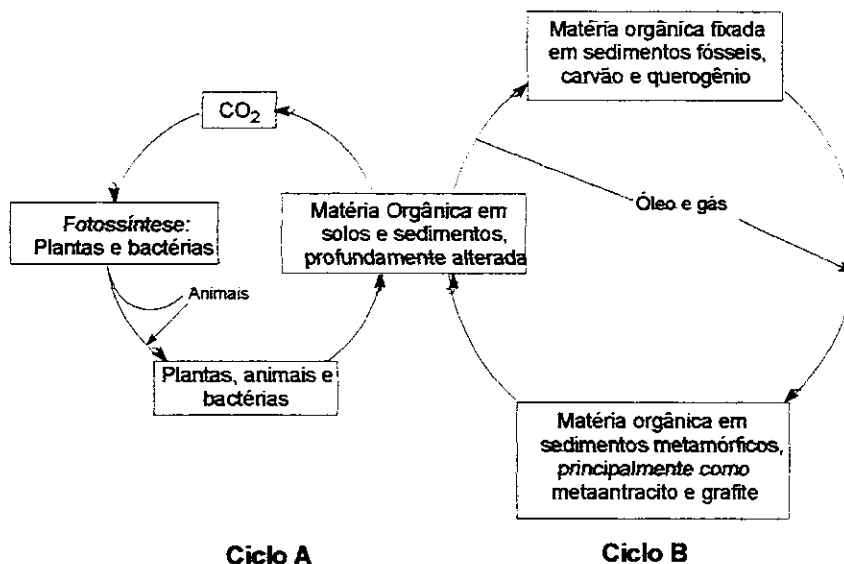 Matéria orgânica fixada
em sedimentos fósseis,
carvão e querogênio
CO2
Fotossíntese:
Plantas e bactérias
Matéria Orgânica em
solos e sedimentos,
profundamente alterada
Óleo e gás
Animais
Plantas, animais e
bactérias
Matéria orgânica em
sedimentos metamórficos,
principalmente como
metaantracito e grafite
Ciclo A
Ciclo B